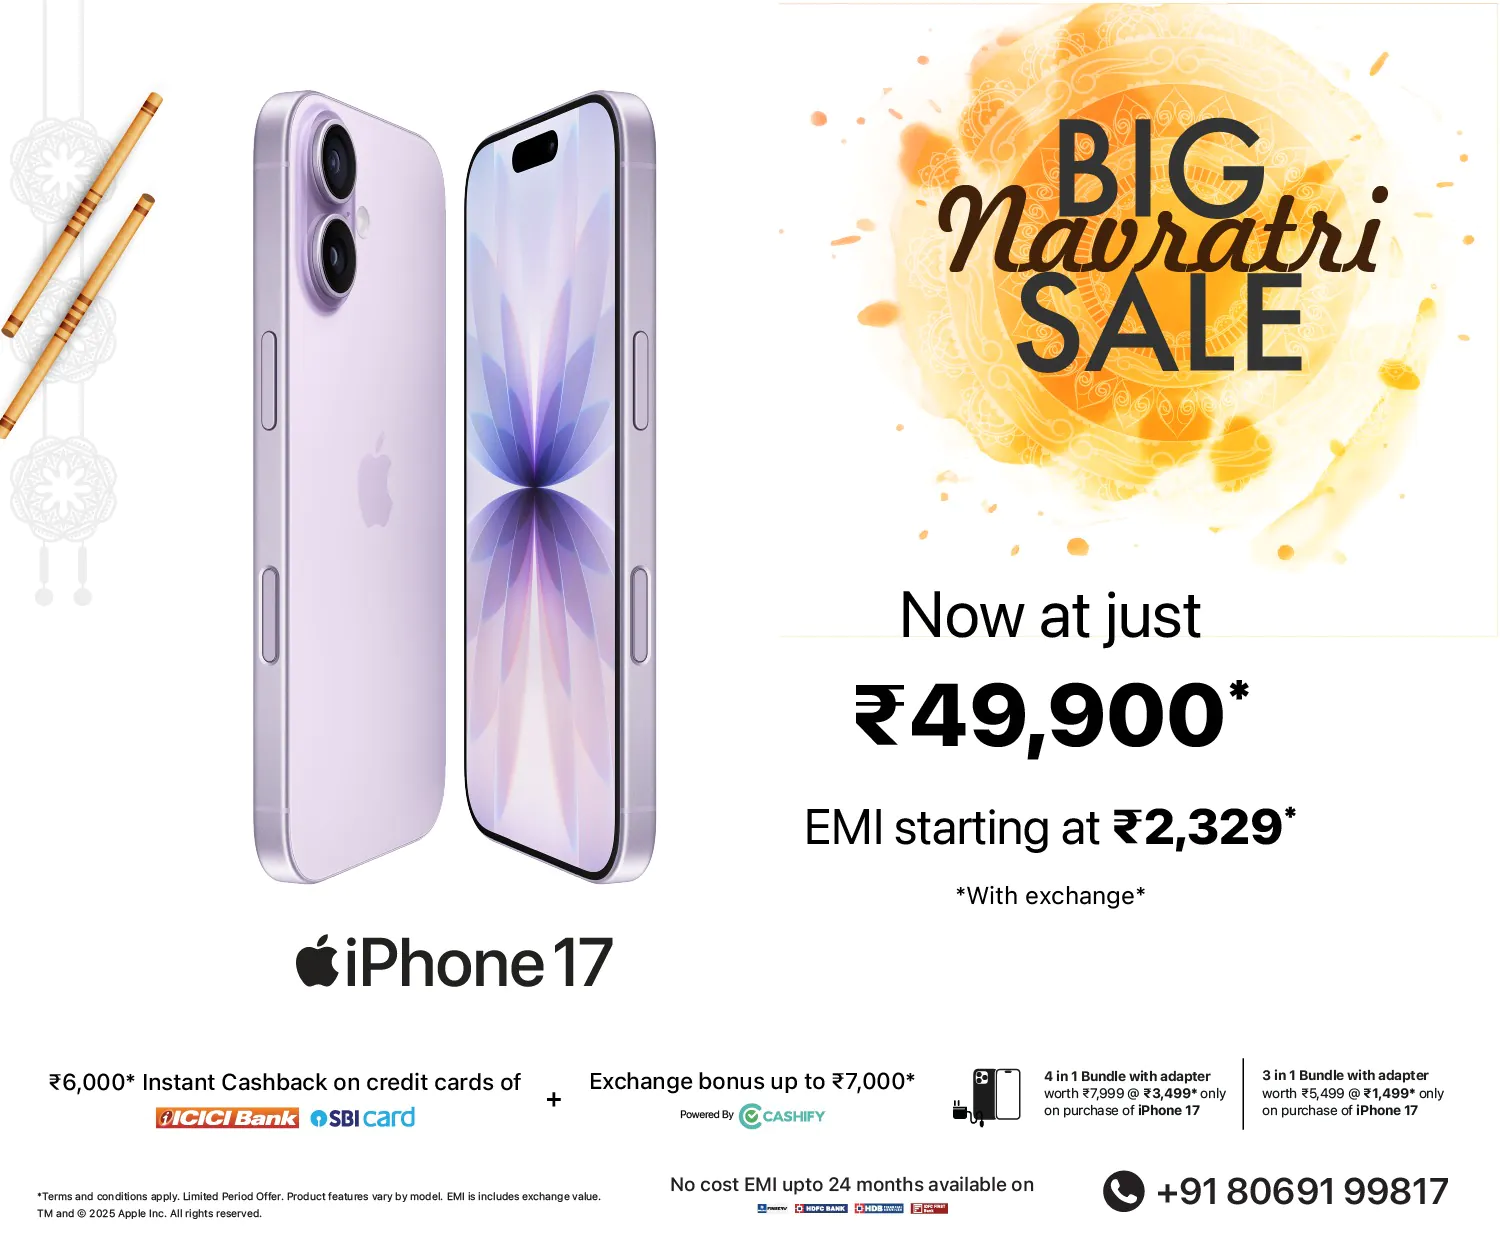 BIG
Navratri
SALE
Now at just
₹49,900*
EMI starting at ₹2,329*
*With exchange*
iPhone 17
₹6,000* Instant Cashback on credit cards of
ICICI Bank SBI card
+
Exchange bonus up to ₹7,000*
Powered By CASHIFY
4 in 1 Bundle with adapter
worth ₹7,999 @ ₹3,499* only
on purchase of iPhone 17
3 in 1 Bundle with adapter
worth ₹5,499 @ ₹1,499* only
on purchase of iPhone 17
*Terms and conditions apply. Limited Period Offer. Product features vary by model. EMI is includes exchange value.
TM and © 2025 Apple Inc. All rights reserved.
No cost EMI upto 24 months available on
HDFC BANK HDB IDFC FIRST Bank
+91 80691 99817